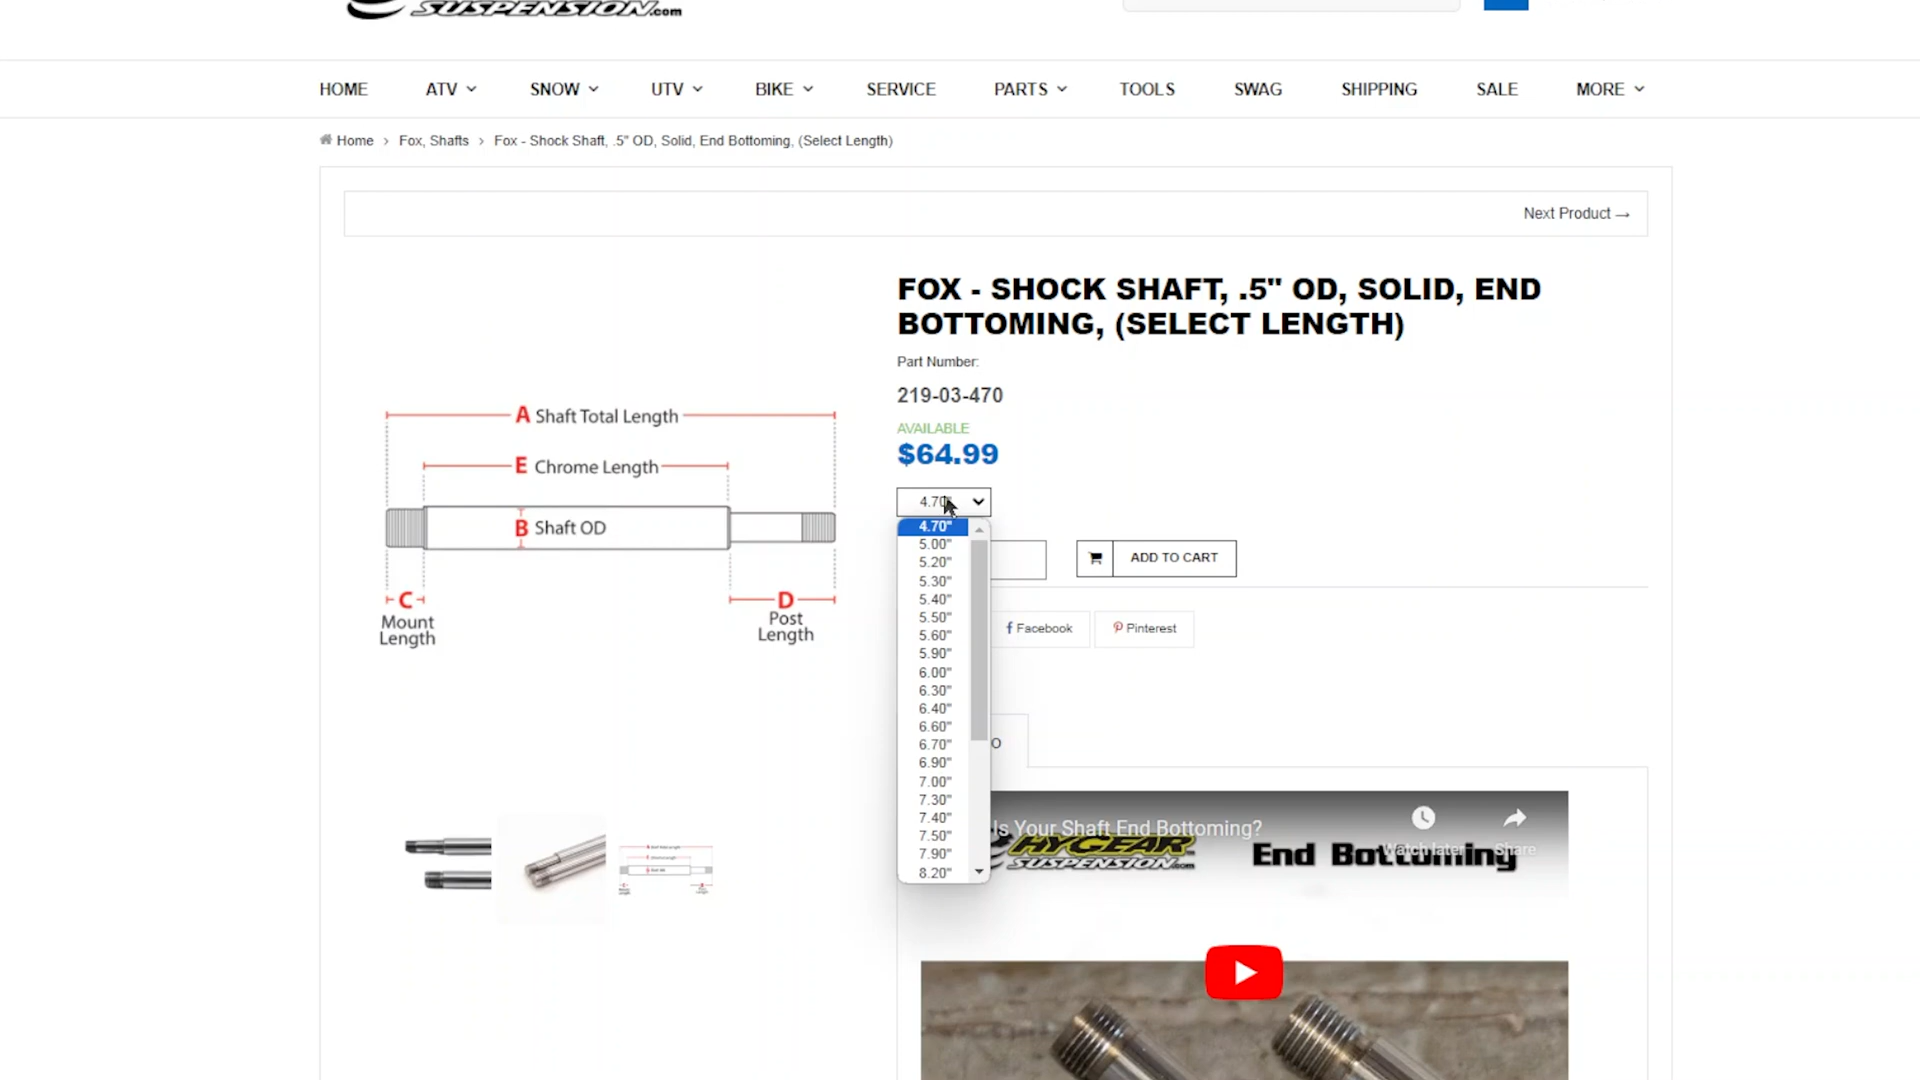 SUSPENSION.com
HOME ATV SNOW UTV BIKE SERVICE PARTS TOOLS SWAG SHIPPING SALE MORE
Home › Fox, Shafts › Fox - Shock Shaft, .5" OD, Solid, End Bottoming, (Select Length)
Next Product →
FOX - SHOCK SHAFT, .5" OD, SOLID, END
BOTTOMING, (SELECT LENGTH)
Part Number:
219-03-470
AVAILABLE
$64.99
4.70"
4.70"
5.00"
5.20"
5.30"
5.40"
5.50"
5.60"
5.90"
6.00"
6.30"
6.40"
6.60"
6.70"
6.90"
7.00"
7.30"
7.40"
7.50"
7.90"
8.20"
ADD TO CART
Facebook
Pinterest
A Shaft Total Length
E Chrome Length
B Shaft OD
C
Mount
Length
D
Post
Length
O
Is Your Shaft End Bottoming?
HYGEAR
SUSPENSION.com
End Bottoming
Watch later
Share